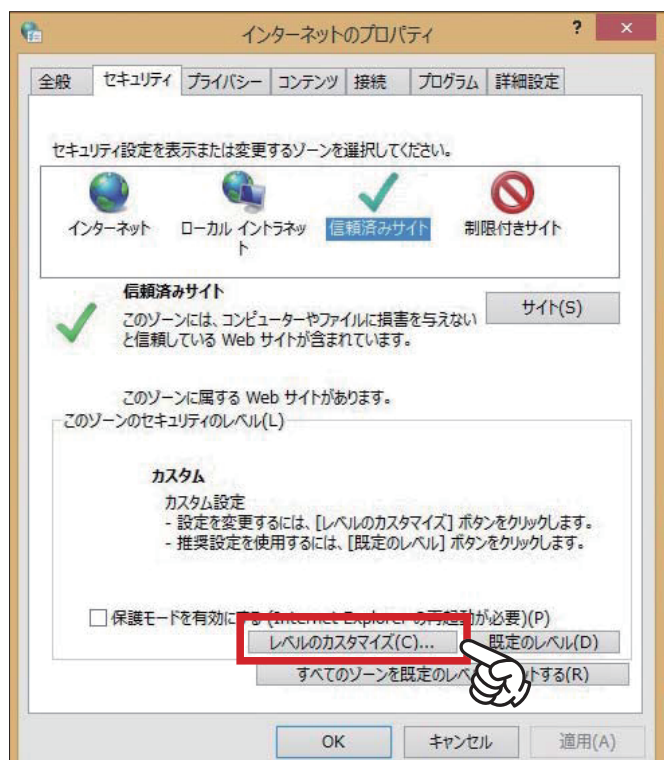 インターネットのプロパティ
? ×
全般 セキュリティ プライバシー コンテンツ 接続 プログラム 詳細設定
セキュリティ設定を表示または変更するゾーンを選択してください。
インターネット ローカル イントラネッ 信頼済みサイト 制限付きサイト
ト
信頼済みサイト
サイト(S)
このゾーンには、コンピューターやファイルに損害を与えない
と信頼している Web サイトが含まれています。
このゾーンに属する Web サイトがあります。
このゾーンのセキュリティのレベル(L)
カスタム
カスタム設定
- 設定を変更するには、[レベルのカスタマイズ] ボタンをクリックします。
- 推奨設定を使用するには、[既定のレベル] ボタンをクリックします。
保護モードを有効にする (Internet Explorer の再起動が必要)(P)
レベルのカスタマイズ(C)... 既定のレベル(D)
すべてのゾーンを既定のレベ トする(R)
OK キャンセル 適用(A)